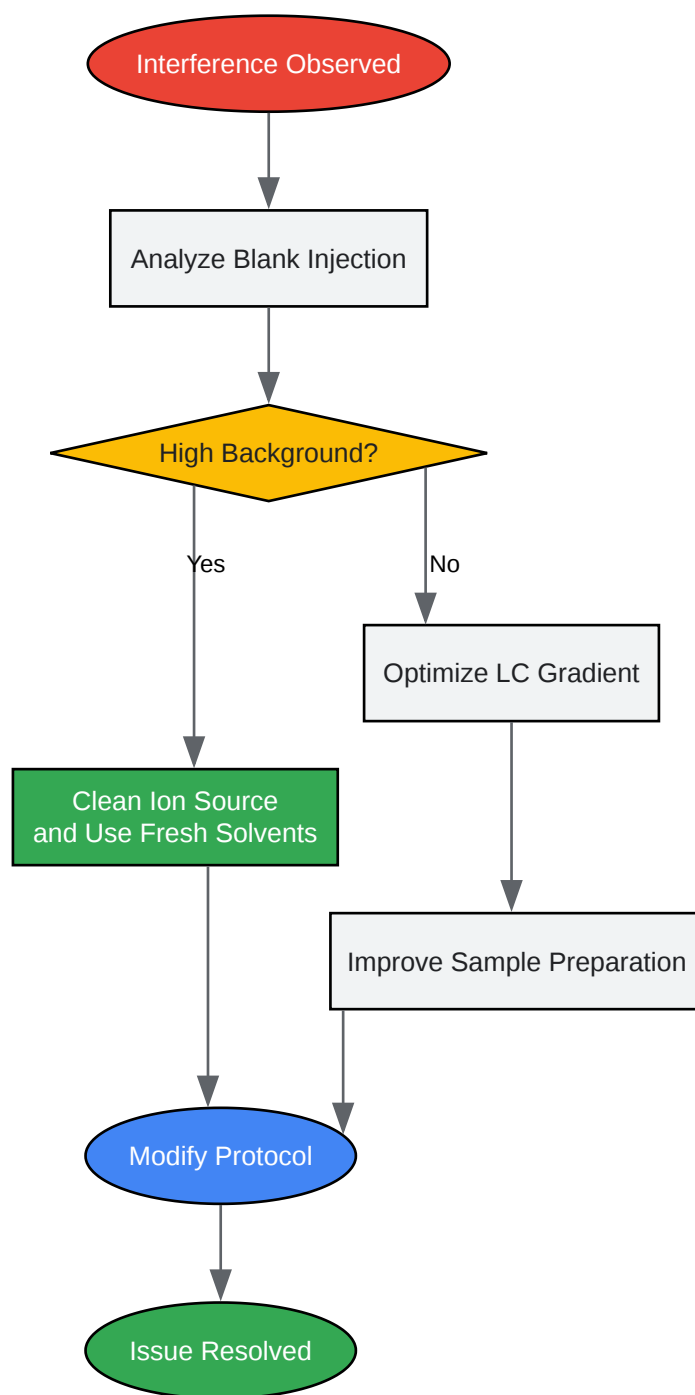 Interference Observed
Analyze Blank Injection
High Background?
Yes
No
Optimize LC Gradient
Clean Ion Source
and Use Fresh Solvents
Improve Sample Preparation
Modify Protocol
Issue Resolved